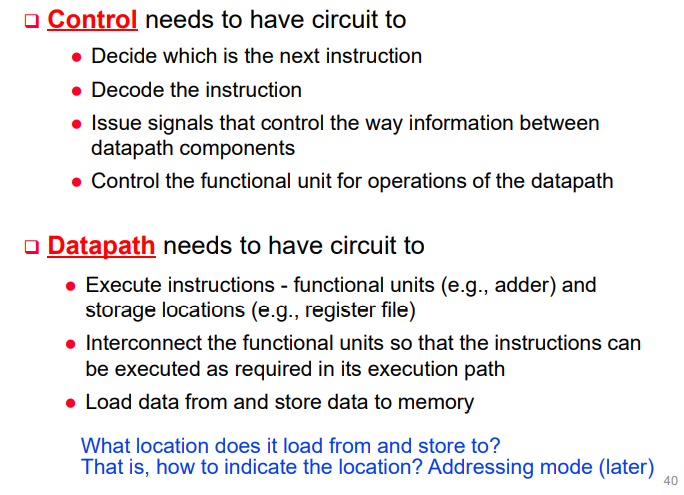 Control needs to have circuit to
Decide which is the next instruction
Decode the instruction
Issue signals that control the way information between
datapath components
Control the functional unit for operations of the datapath
Datapath needs to have circuit to
Execute instructions - functional units (e.g., adder) and
storage locations (e.g., register file)
Interconnect the functional units so that the instructions can
be executed as required in its execution path
Load data from and store data to memory
What location does it load from and store to?
That is, how to indicate the location? Addressing mode (later)
40